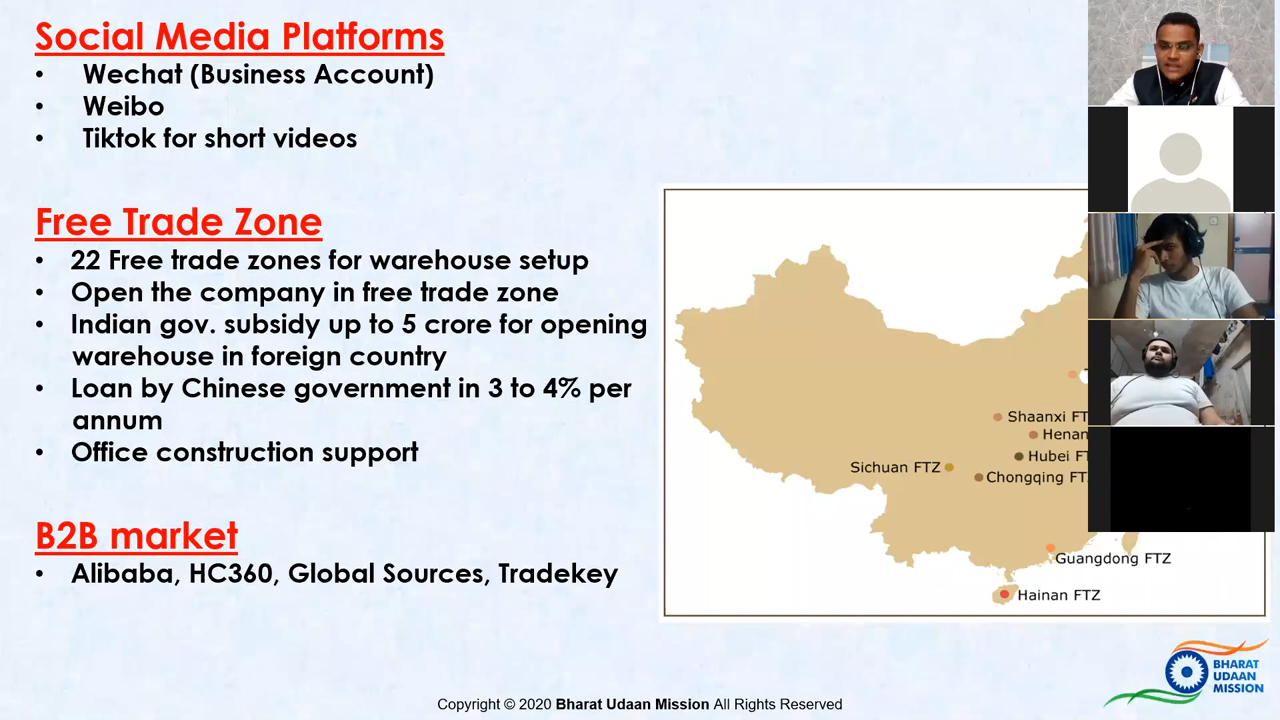 Social Media Platforms
• Wechat (Business Account)
• Weibo
• Tiktok for short videos
Free Trade Zone
• 22 Free trade zones for warehouse setup
• Open the company in free trade zone
• Indian gov. subsidy up to 5 crore for opening
warehouse in foreign country
• Loan by Chinese government in 3 to 4% per
annum
• Office construction support
B2B market
• Alibaba, HC360, Global Sources, Tradekey
Shaanxi FT
Henan
Hubei FT
Sichuan FTZ
Chongqing FTZ
Guangdong FTZ
Hainan FTZ
BHARAT
UDAAN
MISSION
Copyright © 2020 Bharat Udaan Mission All Rights Reserved